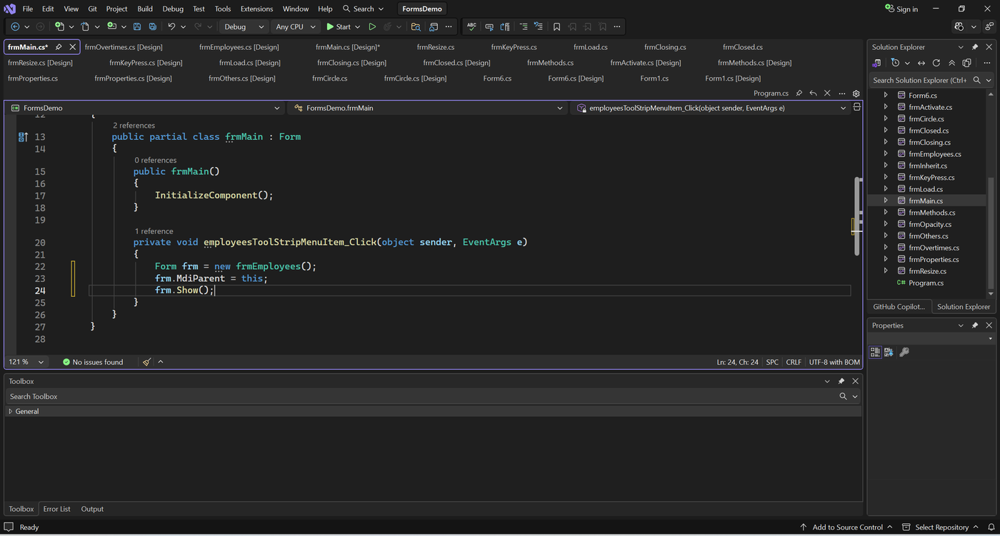 File Edit View Git Project Build Debug Test Tools Extensions Window Help Search FormsDemo Sign in
Debug Any CPU Start
frmMain.cs* frmOvertimes.cs [Design] frmEmployees.cs [Design] frmMain.cs [Design]* frmResize.cs frmKeyPress.cs frmLoad.cs frmClosing.cs frmClosed.cs
frmResize.cs [Design] frmKeyPress.cs [Design] frmLoad.cs [Design] frmClosing.cs [Design] frmClosed.cs [Design] frmMethods.cs frmActivate.cs [Design] frmMethods.cs [Design]
frmProperties.cs frmProperties.cs [Design] frmOthers.cs [Design] frmCircle.cs frmCircle.cs [Design] Form6.cs Form6.cs [Design] Form1.cs Form1.cs [Design]
Program.cs
FormsDemo frmMain employeesToolStripMenuItem_Click(object sender, EventArgs e)
12 {
2 references
13 public partial class frmMain : Form
14 {
0 references
15 public frmMain()
16 {
17 InitializeComponent();
18 }
19
1 reference
20 private void employeesToolStripMenuItem_Click(object sender, EventArgs e)
21 {
22 Form frm = new frmEmployees();
23 frm.MdiParent = this;
24 frm.Show();
25 }
26 }
27 }
28
121 % No issues found Ln: 24, Ch: 24 SPC CRLF UTF-8 with BOM
Toolbox
Search Toolbox
General
Toolbox Error List Output
Solution Explorer
Search Solution Explorer (Ctrl+
Form6.cs
frmActivate.cs
frmCircle.cs
frmClosed.cs
frmClosing.cs
frmEmployees.cs
frmInherit.cs
frmKeyPress.cs
frmLoad.cs
frmMain.cs
frmMethods.cs
frmOpacity.cs
frmOthers.cs
frmOvertimes.cs
frmProperties.cs
frmResize.cs
C# Program.cs
GitHub Copilot... Solution Explorer
Properties
Ready Add to Source Control Select Repository